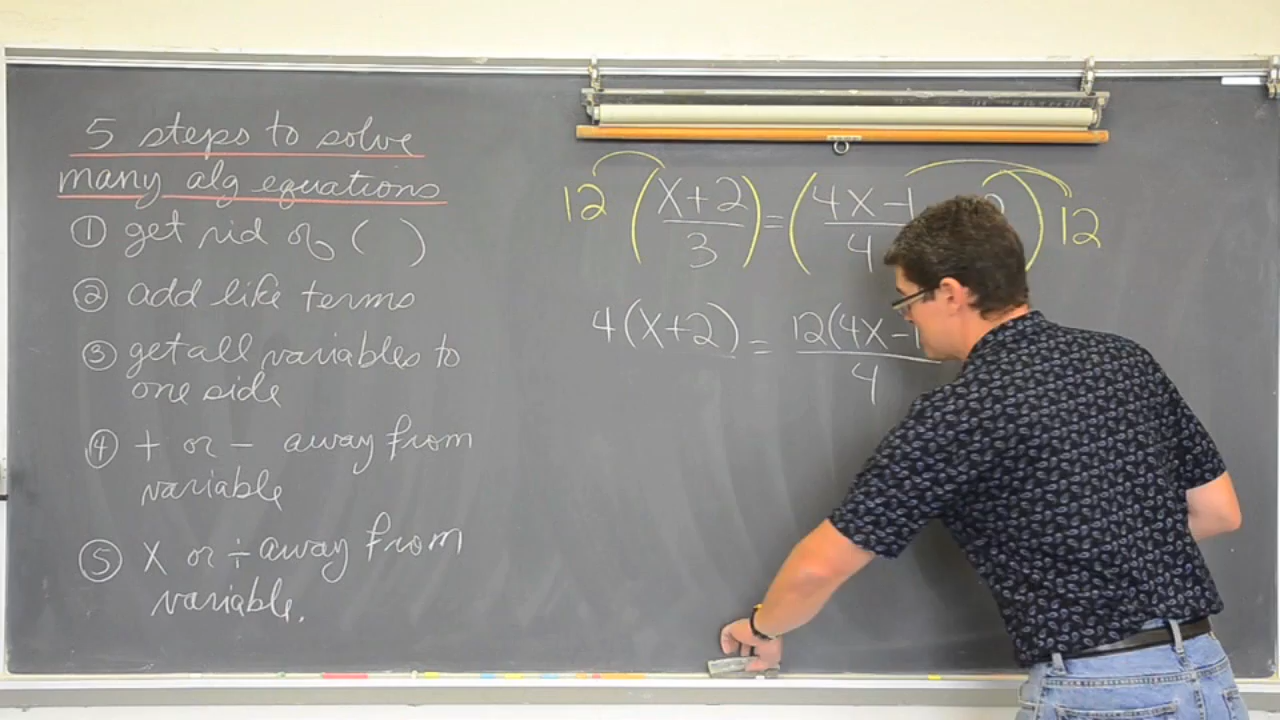 5 steps to solve
many alg equations
① get rid of ( )
② add like terms
③ get all variables to
one side
④ + or − away from
variable
⑤ X or ÷ away from
variable.
12 (X+2) = (4X−1 ) 12
3 4
4(X+2) = 12(4X−1
4